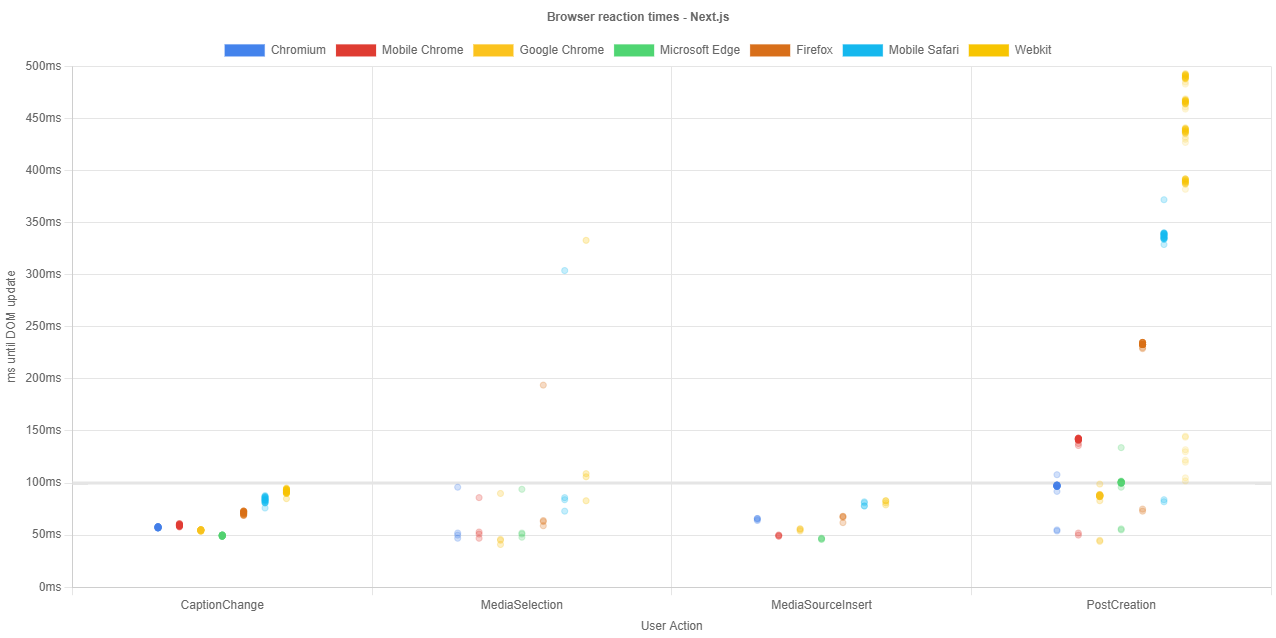 Browser reaction times - Next.js
Chromium Mobile Chrome Google Chrome Microsoft Edge Firefox Mobile Safari Webkit
500ms
450ms
400ms
350ms
300ms
250ms
200ms
150ms
100ms
50ms
0ms
ms until DOM update
CaptionChange MediaSelection MediaSourceInsert PostCreation
User Action